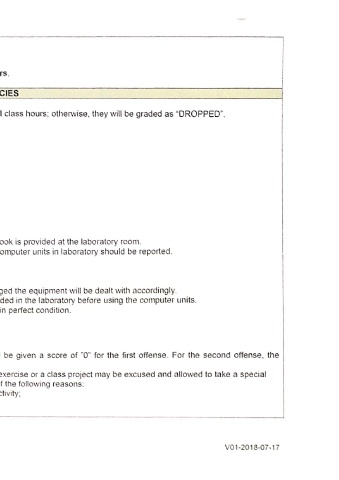 rs.
CIES
l class hours; otherwise, they will be graded as "DROPPED".
ook is provided at the laboratory room.
omputer units in laboratory should be reported.
ged the equipment will be dealt with accordingly.
ded in the laboratory before using the computer units.
in perfect condition.
be given a score of "0" for the first offense. For the second offense, the
exercise or a class project may be excused and allowed to take a special
f the following reasons:
ctivity;
V01-2018-07-17